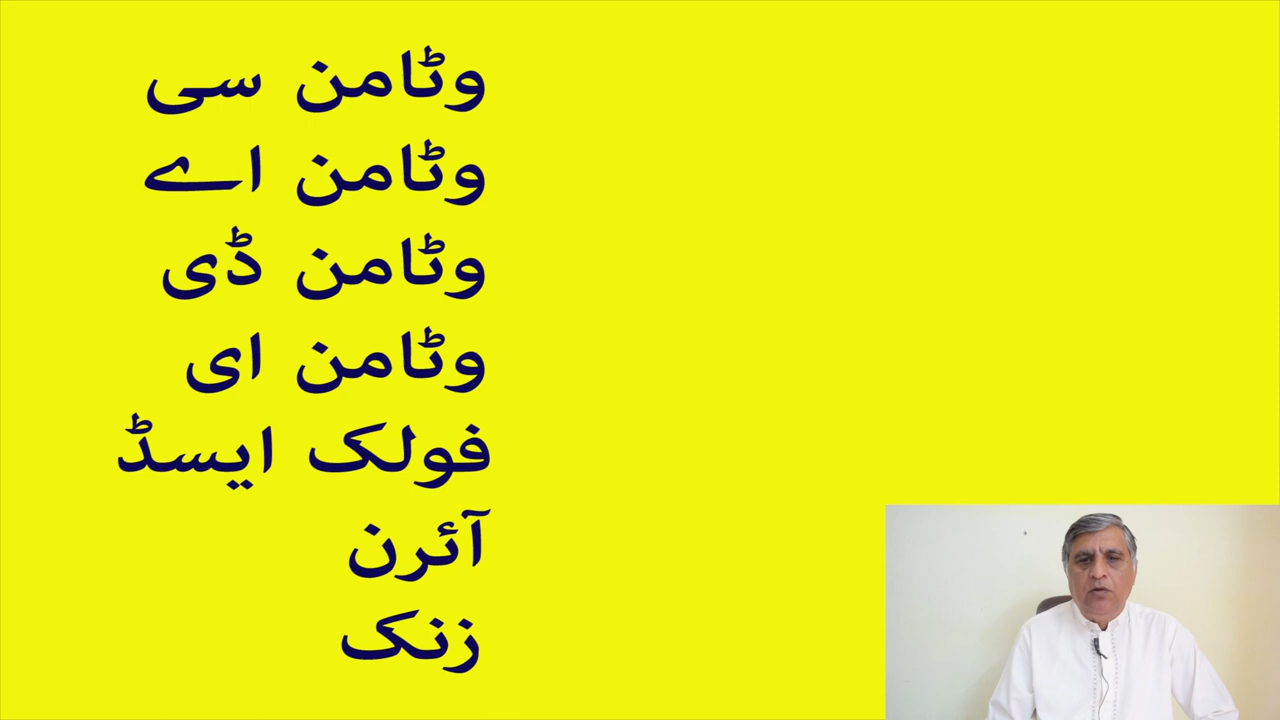 وٹامن سی
وٹامن اے
وٹامن ڈی
وٹامن ای
فولک ایسڈ
آئرن
زنک